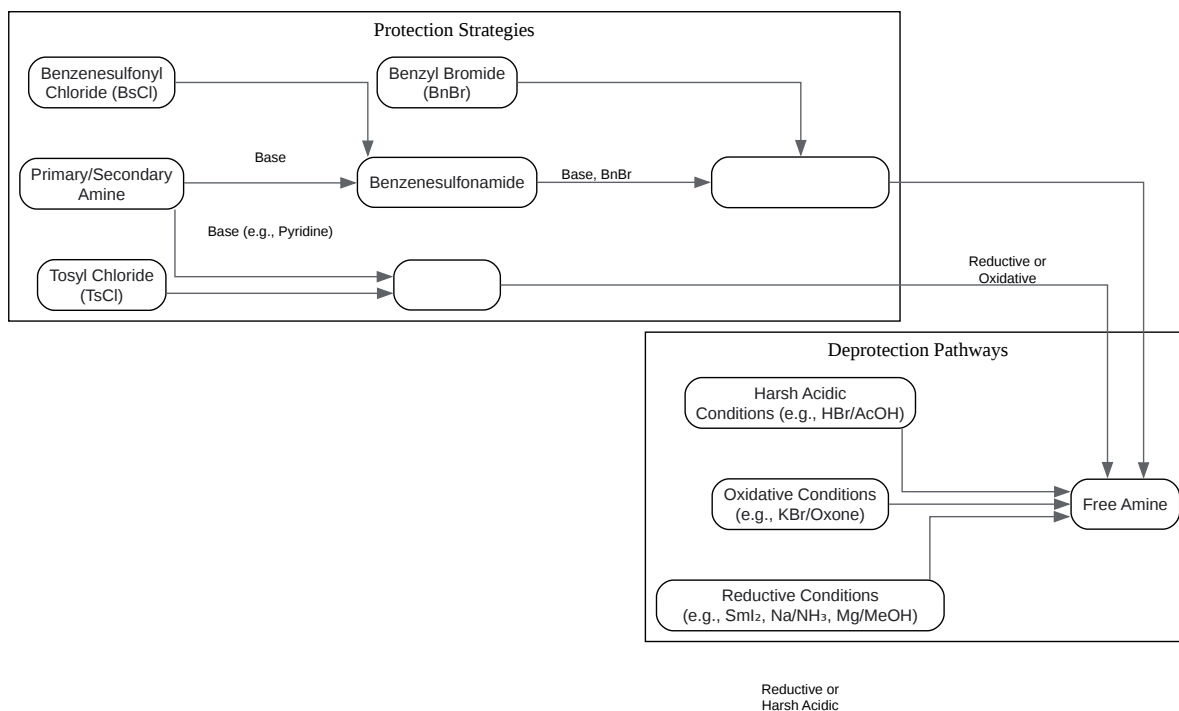 Protection Strategies
Benzenesulfonyl
Chloride (BsCl)
Benzyl Bromide
(BnBr)
Base
Primary/Secondary
Amine
Benzenesulfonamide
Base, BnBr
Base (e.g., Pyridine)
Tosyl Chloride
(TsCl)
Reductive or
Oxidative
Deprotection Pathways
Harsh Acidic
Conditions (e.g., HBr/AcOH)
Oxidative Conditions
(e.g., KBr/Oxone)
Free Amine
Reductive Conditions
(e.g., SmI₂, Na/NH₃, Mg/MeOH)
Reductive or
Harsh Acidic